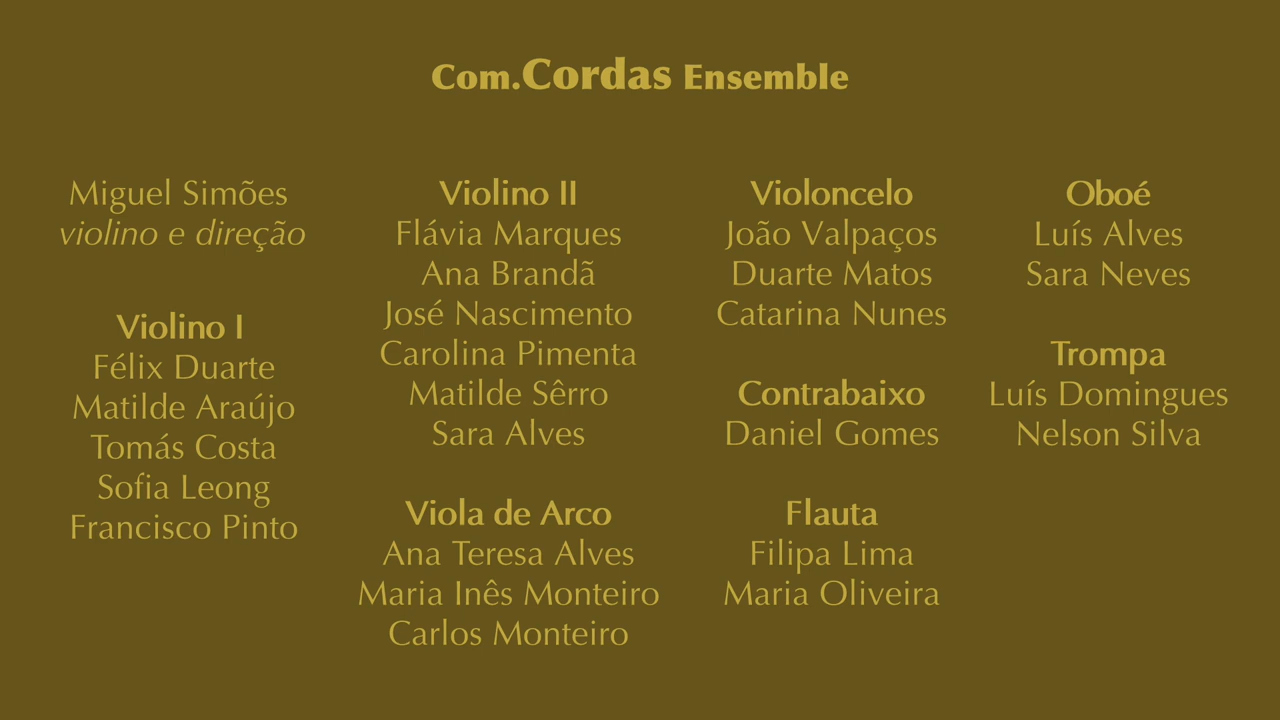 Com.Cordas Ensemble
Miguel Simões
violino e direção
Violino I
Félix Duarte
Matilde Araújo
Tomás Costa
Sofia Leong
Francisco Pinto
Violino II
Flávia Marques
Ana Brandã
José Nascimento
Carolina Pimenta
Matilde Sêrro
Sara Alves
Viola de Arco
Ana Teresa Alves
Maria Inês Monteiro
Carlos Monteiro
Violoncelo
João Valpaços
Duarte Matos
Catarina Nunes
Contrabaixo
Daniel Gomes
Flauta
Filipa Lima
Maria Oliveira
Oboé
Luís Alves
Sara Neves
Trompa
Luís Domingues
Nelson Silva